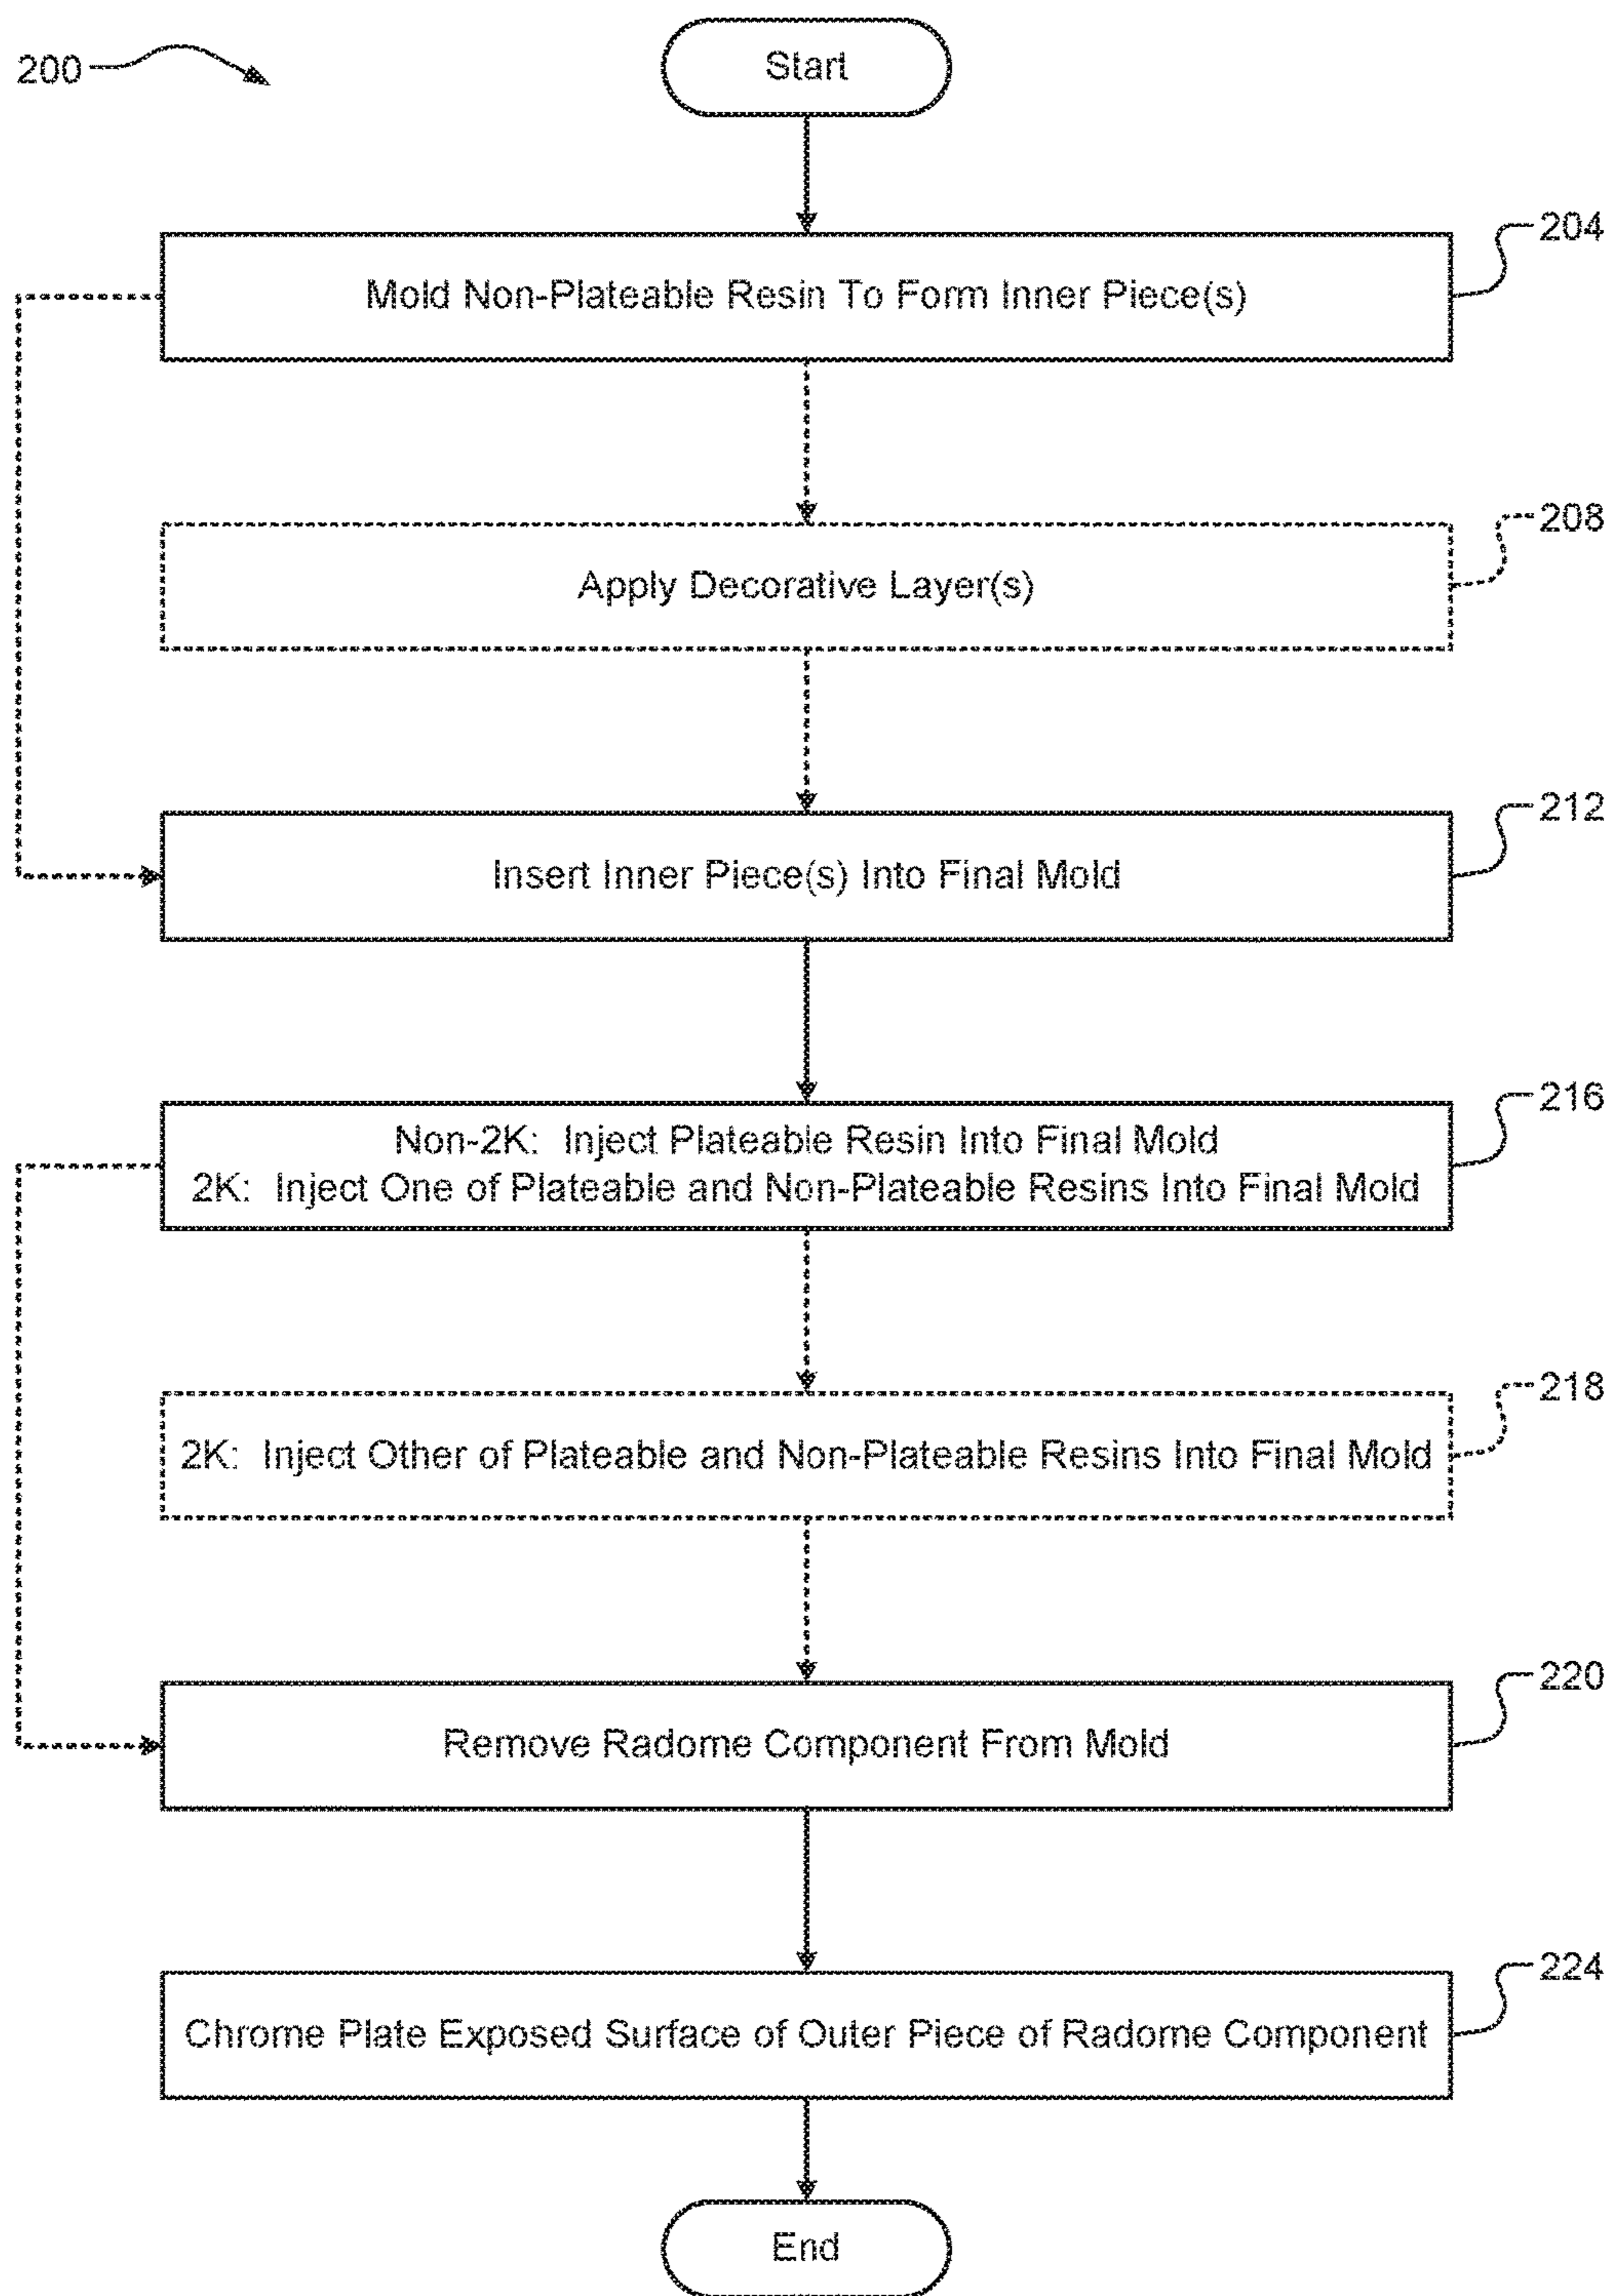 200
Start
204
Mold Non-Plateable Resin To Form Inner Piece(s)
208
Apply Decorative Layer(s)
212
Insert Inner Piece(s) Into Final Mold
216
Non-2K: Inject Plateable Resin Into Final Mold
2K: Inject One of Plateable and Non-Plateable Resins Into Final Mold
218
2K: Inject Other of Plateable and Non-Plateable Resins Into Final Mold
220
Remove Radome Component From Mold
224
Chrome Plate Exposed Surface of Outer Piece of Radome Component
End